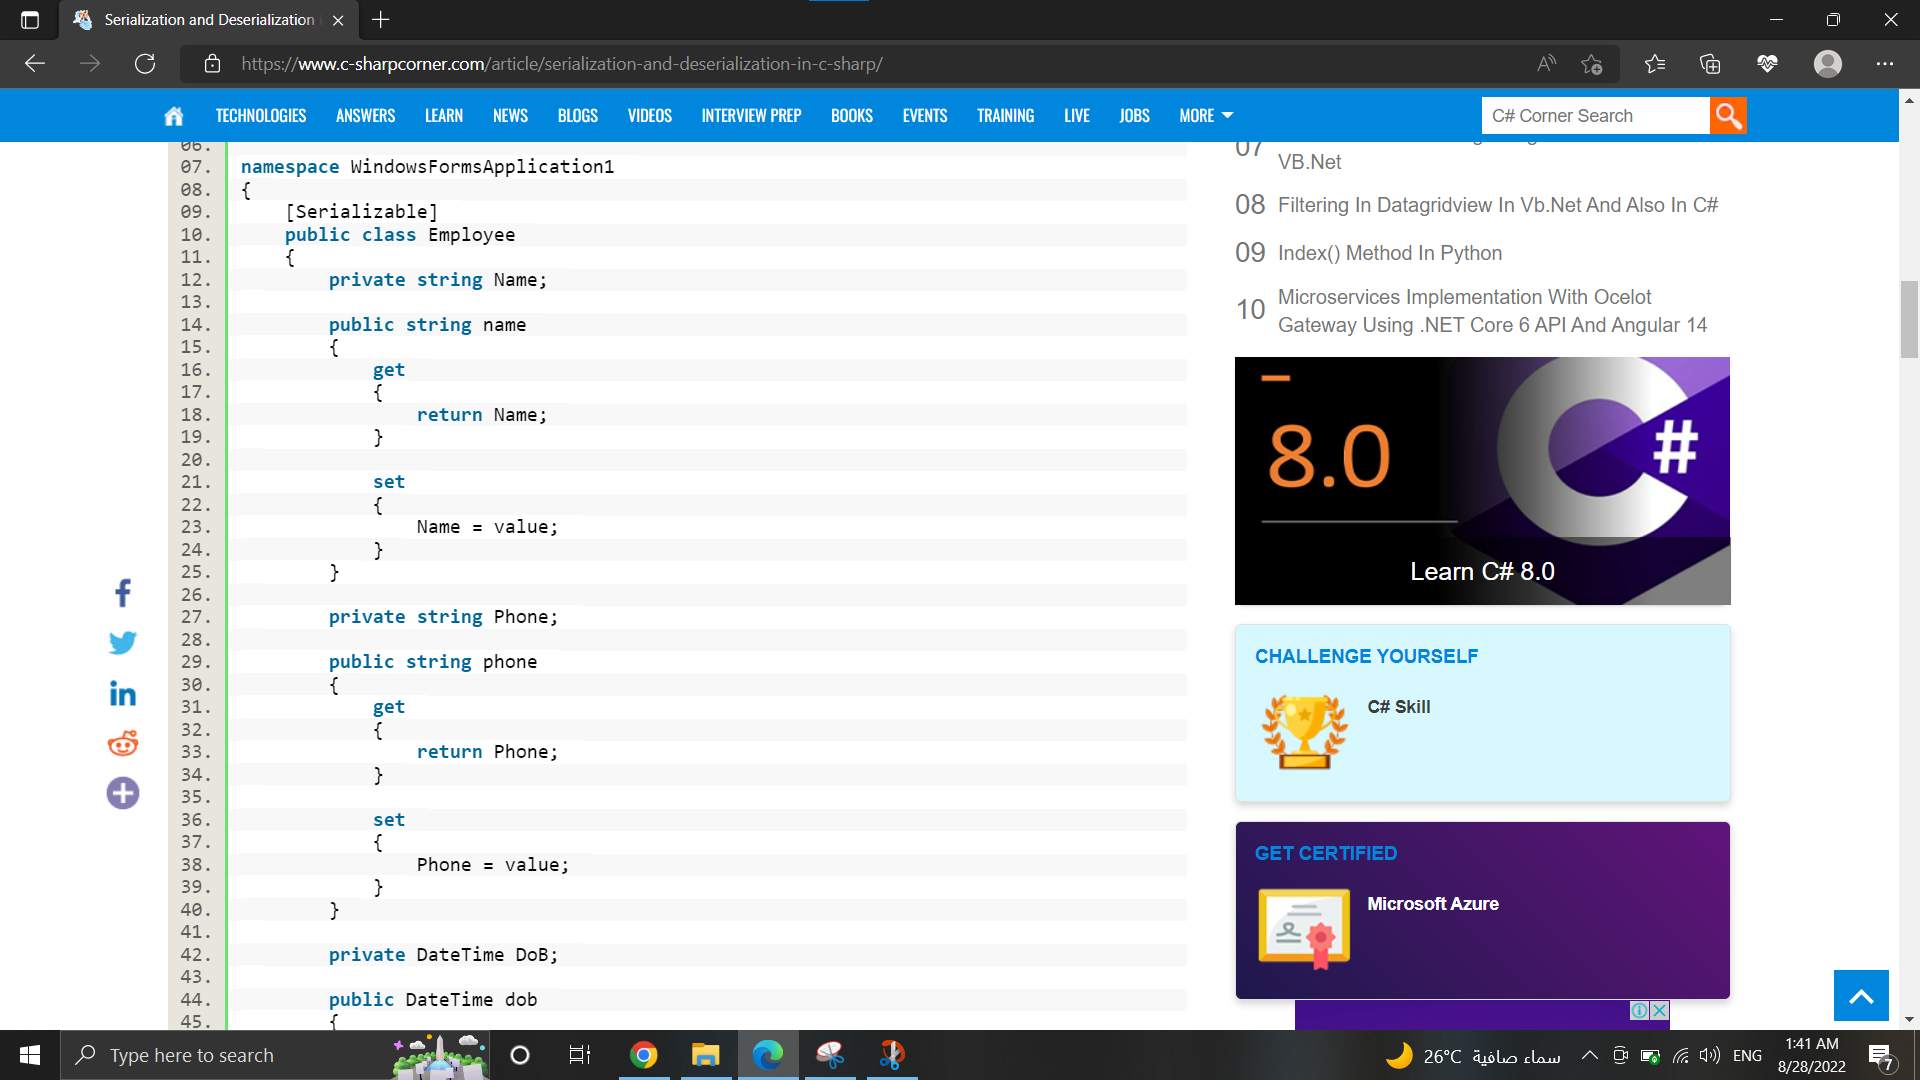 Serialization and Deserialization
https://www.c-sharpcorner.com/article/serialization-and-deserialization-in-c-sharp/
TECHNOLOGIES ANSWERS LEARN NEWS BLOGS VIDEOS INTERVIEW PREP BOOKS EVENTS TRAINING LIVE JOBS MORE
C# Corner Search
06.
07. namespace WindowsFormsApplication1
08. {
09. [Serializable]
10. public class Employee
11. {
12. private string Name;
13.
14. public string name
15. {
16. get
17. {
18. return Name;
19. }
20.
21. set
22. {
23. Name = value;
24. }
25. }
26.
27. private string Phone;
28.
29. public string phone
30. {
31. get
32. {
33. return Phone;
34. }
35.
36. set
37. {
38. Phone = value;
39. }
40. }
41.
42. private DateTime DoB;
43.
44. public DateTime dob
45. {
07
VB.Net
08 Filtering In Datagridview In Vb.Net And Also In C#
09 Index() Method In Python
10 Microservices Implementation With Ocelot
Gateway Using .NET Core 6 API And Angular 14
8.0
C#
Learn C# 8.0
CHALLENGE YOURSELF
C# Skill
GET CERTIFIED
Microsoft Azure
Type here to search
26°C سماء صافية
ENG
1:41 AM
8/28/2022
7